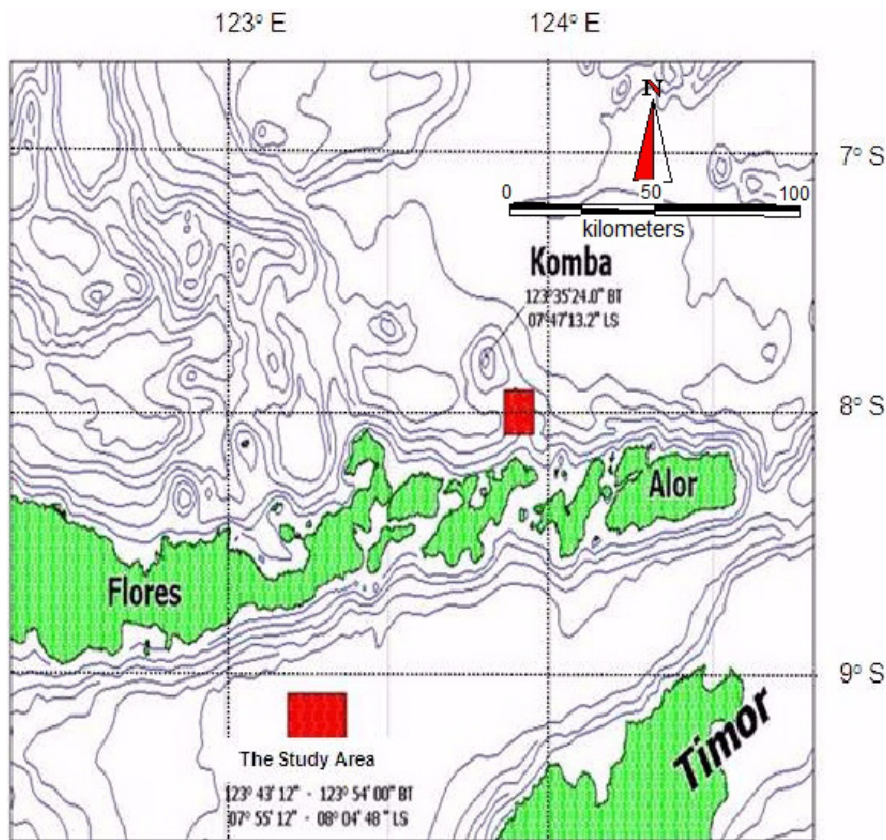 123° E 124° E
N
7° S
0 50 100
kilometers
Komba
123°35'24.0" BT
07°47'13.2" LS
8° S
Alor
Flores
9° S
Timor
The Study Area
123° 43' 12" - 123° 54' 00" BT
07° 55' 12" - 08° 04' 48" LS